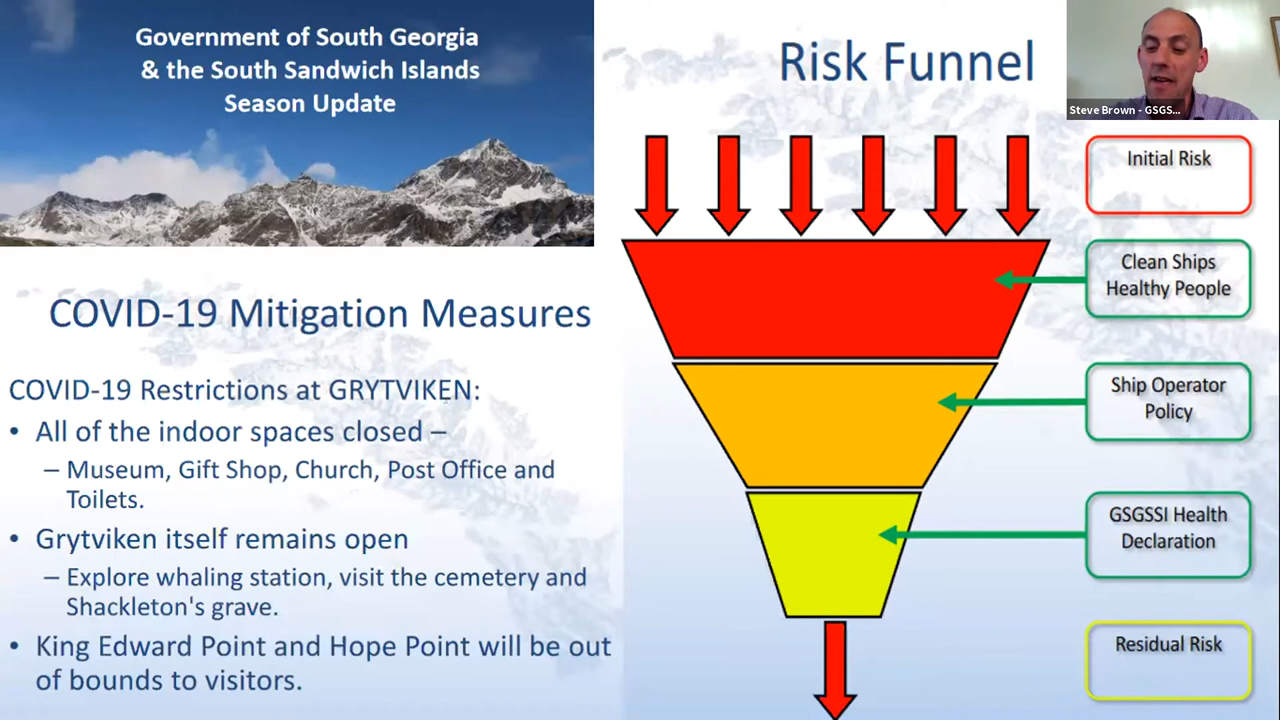 Government of South Georgia
& the South Sandwich Islands
Season Update
COVID-19 Mitigation Measures
COVID-19 Restrictions at GRYTVIKEN:
• All of the indoor spaces closed –
– Museum, Gift Shop, Church, Post Office and
Toilets.
• Grytviken itself remains open
– Explore whaling station, visit the cemetery and
Shackleton's grave.
• King Edward Point and Hope Point will be out
of bounds to visitors.
Risk Funnel
Steve Brown - GSGS...
Initial Risk
Clean Ships
Healthy People
Ship Operator
Policy
GSGSSI Health
Declaration
Residual Risk